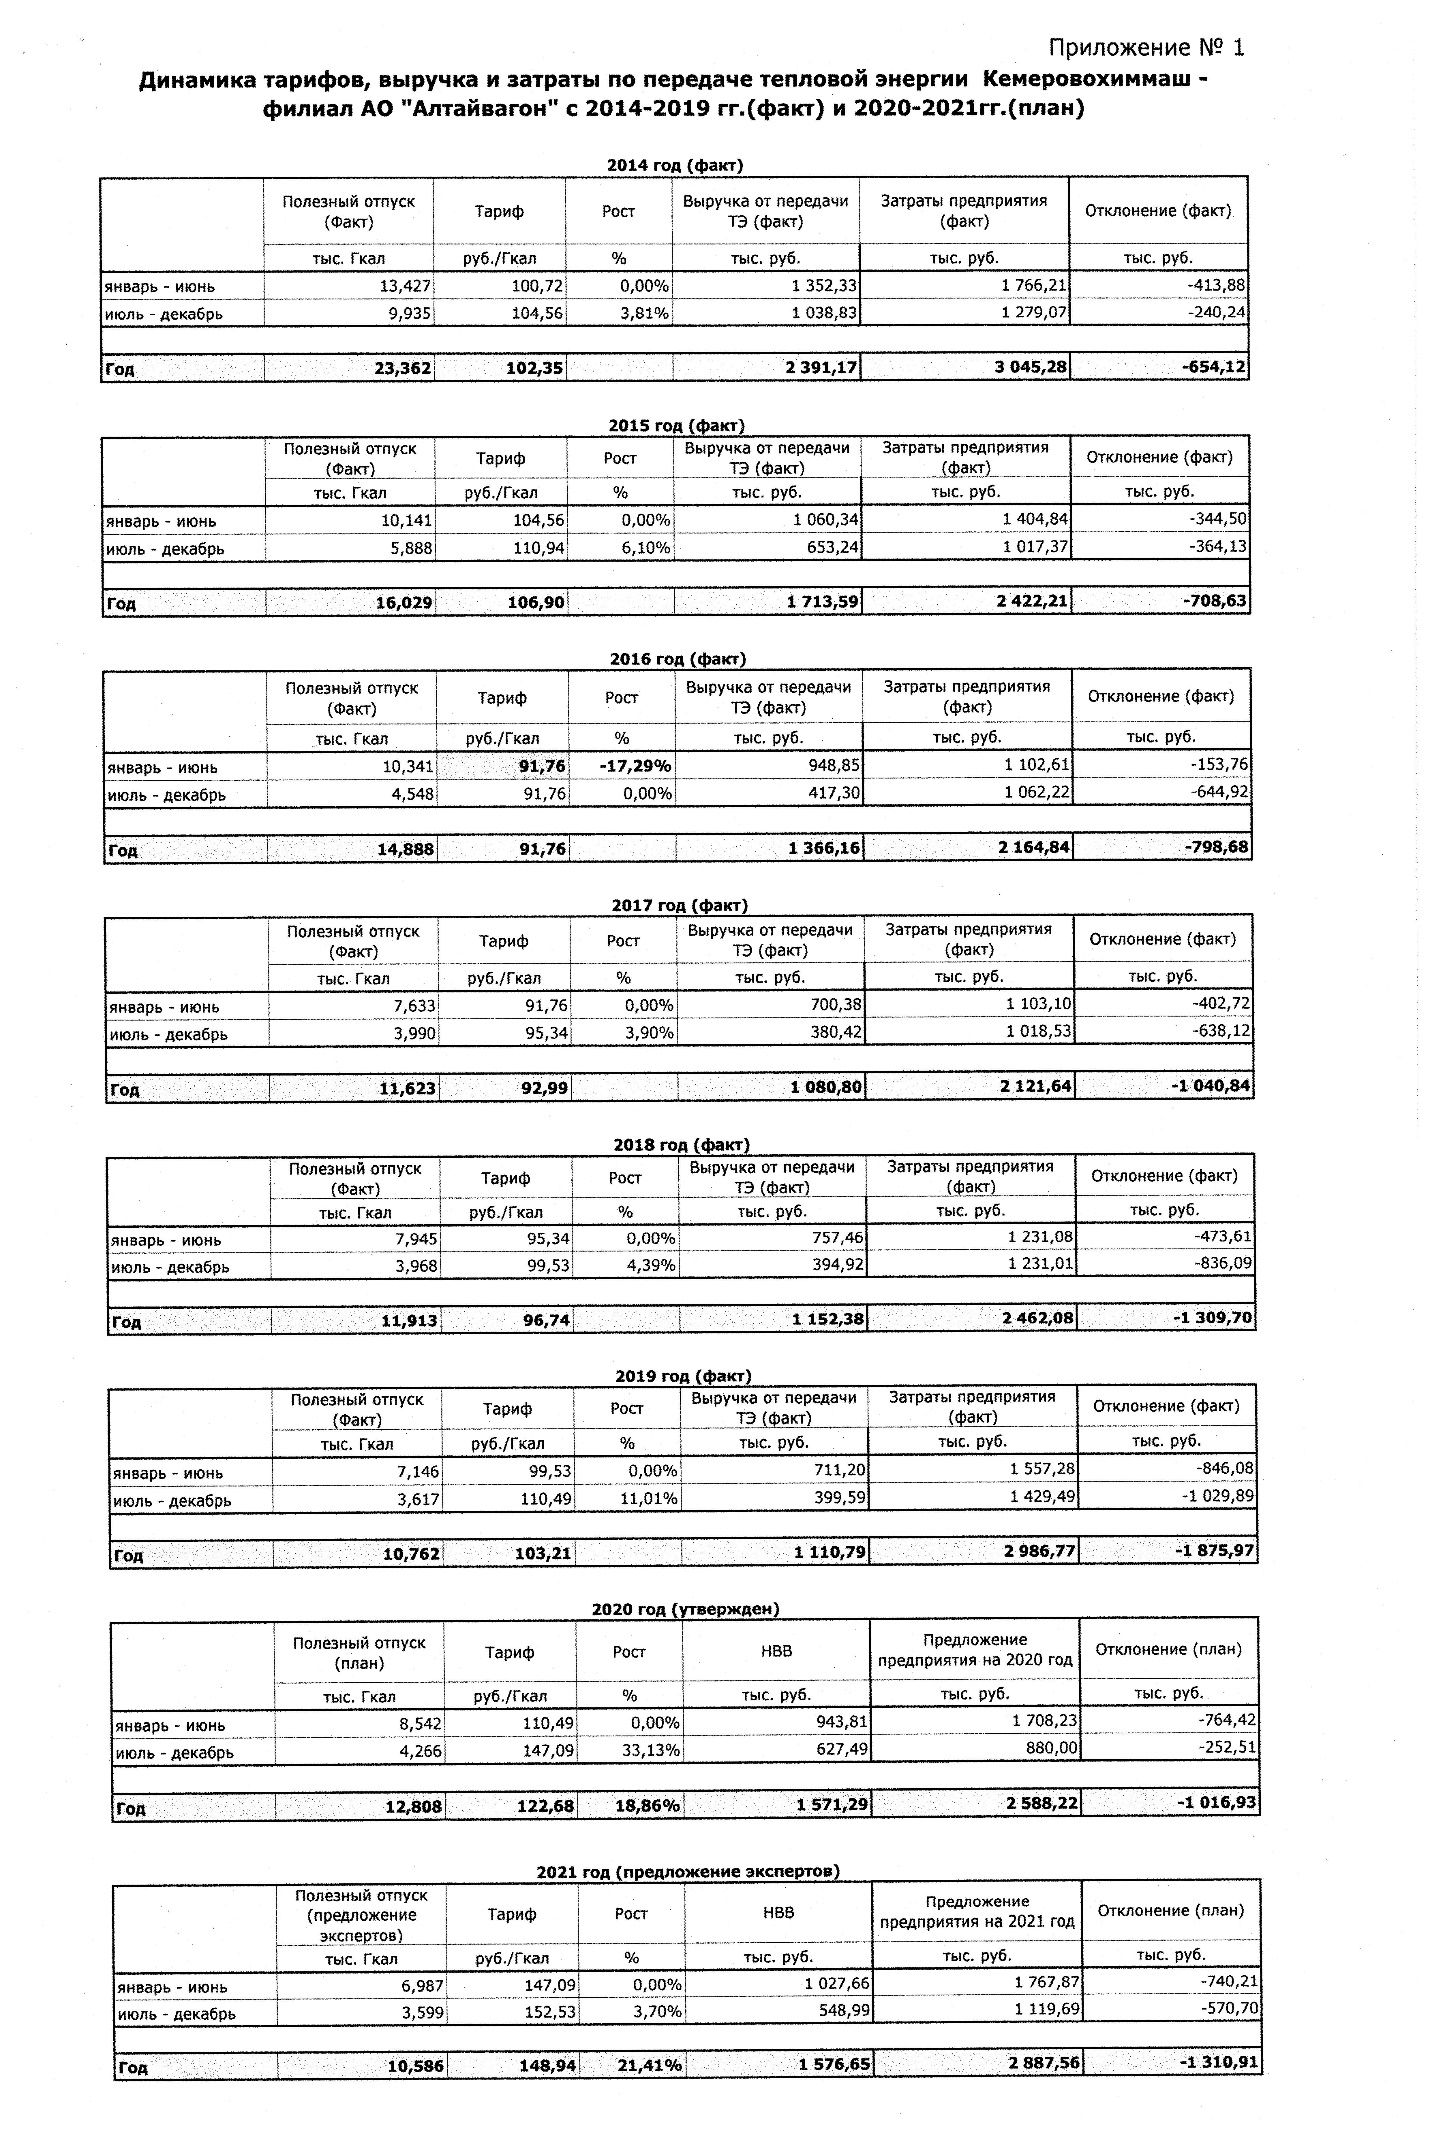 Приложение № 1
Динамика тарифов, выручка и затраты по передаче тепловой энергии Кемеровохиммаш -
филиал АО "Алтайвагон" с 2014-2019 гг.(факт) и 2020-2021гг.(план)
2014 год (факт)
Полезный отпуск (Факт) Тариф Рост Выручка от передачи ТЭ (факт) Затраты предприятия (факт) Отклонение (факт)
тыс. Гкал руб./Гкал % тыс. руб. тыс. руб. тыс. руб.
январь - июнь 13,427 100,72 0,00% 1 352,33 1 766,21 -413,88
июль - декабрь 9,935 104,56 3,81% 1 038,83 1 279,07 -240,24
Год 23,362 102,35 2 391,17 3 045,28 -654,12
2015 год (факт)
Полезный отпуск (Факт) Тариф Рост Выручка от передачи ТЭ (факт) Затраты предприятия (факт) Отклонение (факт)
тыс. Гкал руб./Гкал % тыс. руб. тыс. руб. тыс. руб.
январь - июнь 10,141 104,56 0,00% 1 060,34 1 404,84 -344,50
июль - декабрь 5,888 110,94 6,10% 653,24 1 017,37 -364,13
Год 16,029 106,90 1 713,59 2 422,21 -708,63
2016 год (факт)
Полезный отпуск (Факт) Тариф Рост Выручка от передачи ТЭ (факт) Затраты предприятия (факт) Отклонение (факт)
тыс. Гкал руб./Гкал % тыс. руб. тыс. руб. тыс. руб.
январь - июнь 10,341 91,76 -17,29% 948,85 1 102,61 -153,76
июль - декабрь 4,548 91,76 0,00% 417,30 1 062,22 -644,92
Год 14,888 91,76 1 366,16 2 164,84 -798,68
2017 год (факт)
Полезный отпуск (Факт) Тариф Рост Выручка от передачи ТЭ (факт) Затраты предприятия (факт) Отклонение (факт)
тыс. Гкал руб./Гкал % тыс. руб. тыс. руб. тыс. руб.
январь - июнь 7,633 91,76 0,00% 700,38 1 103,10 -402,72
июль - декабрь 3,990 95,34 3,90% 380,42 1 018,53 -638,12
Год 11,623 92,99 1 080,80 2 121,64 -1 040,84
2018 год (факт)
Полезный отпуск (Факт) Тариф Рост Выручка от передачи ТЭ (факт) Затраты предприятия (факт) Отклонение (факт)
тыс. Гкал руб./Гкал % тыс. руб. тыс. руб. тыс. руб.
январь - июнь 7,945 95,34 0,00% 757,46 1 231,08 -473,61
июль - декабрь 3,968 99,53 4,39% 394,92 1 231,01 -836,09
Год 11,913 96,74 1 152,38 2 462,08 -1 309,70
2019 год (факт)
Полезный отпуск (Факт) Тариф Рост Выручка от передачи ТЭ (факт) Затраты предприятия (факт) Отклонение (факт)
тыс. Гкал руб./Гкал % тыс. руб. тыс. руб. тыс. руб.
январь - июнь 7,146 99,53 0,00% 711,20 1 557,28 -846,08
июль - декабрь 3,617 110,49 11,01% 399,59 1 429,49 -1 029,89
Год 10,762 103,21 1 110,79 2 986,77 -1 875,97
2020 год (утвержден)
Полезный отпуск (план) Тариф Рост НВВ Предложение предприятия на 2020 год Отклонение (план)
тыс. Гкал руб./Гкал % тыс. руб. тыс. руб. тыс. руб.
январь - июнь 8,542 110,49 0,00% 943,81 1 708,23 -764,42
июль - декабрь 4,266 147,09 33,13% 627,49 880,00 -252,51
Год 12,808 122,68 18,86% 1 571,29 2 588,22 -1 016,93
2021 год (предложение экспертов)
Полезный отпуск (предложение экспертов) Тариф Рост НВВ Предложение предприятия на 2021 год Отклонение (план)
тыс. Гкал руб./Гкал % тыс. руб. тыс. руб. тыс. руб.
январь - июнь 6,987 147,09 0,00% 1 027,66 1 767,87 -740,21
июль - декабрь 3,599 152,53 3,70% 548,99 1 119,69 -570,70
Год 10,586 148,94 21,41% 1 576,65 2 887,56 -1 310,91